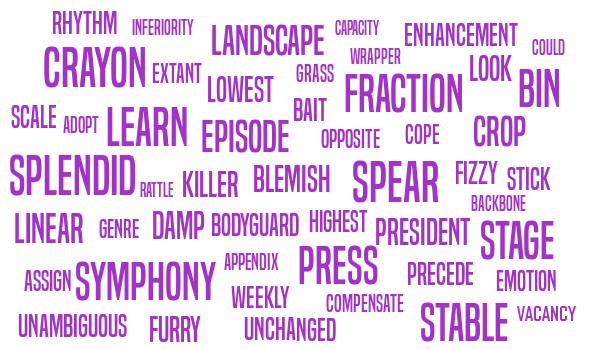 RHYTHM
INFERIORITY
LANDSCAPE
CAPACITY
ENHANCEMENT
COULD
CRAYON
EXTANT
LOWEST
GRASS
WRAPPER
FRACTION
LOOK
BIN
SCALE
ADOPT
LEARN
EPISODE
BAIT
OPPOSITE
COPE
CROP
SPLENDID
RATTLE
KILLER
BLEMISH
SPEAR
FIZZY
STICK
BACKBONE
LINEAR
GENRE
DAMP
BODYGUARD
HIGHEST
PRESIDENT
STAGE
ASSIGN
SYMPHONY
APPENDIX
PRESS
PRECEDE
EMOTION
WEEKLY
COMPENSATE
UNAMBIGUOUS
FURRY
UNCHANGED
STABLE
VACANCY